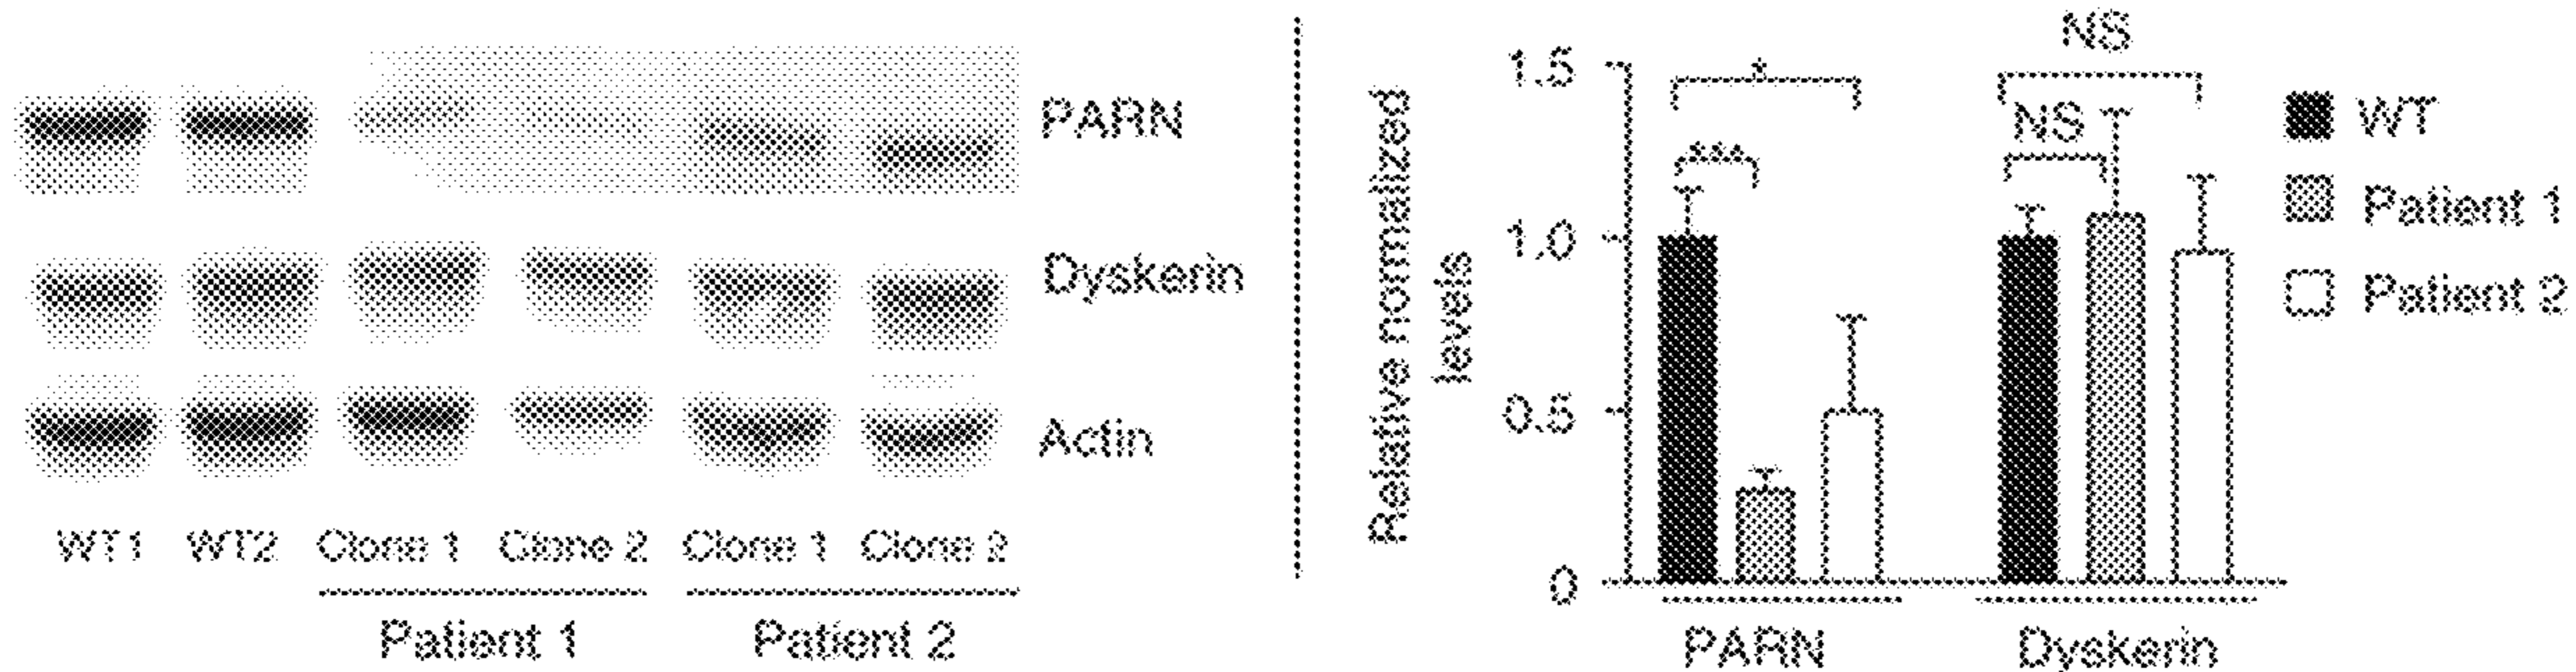 PARN
Dyskerin
Actin
WT1 WT2 Clone 1 Clone 2 Clone 1 Clone 2
Patient 1 Patient 2
Relative normalized
levels
1.5
1.0
0.5
0
*
***
NS
NS
PARN Dyskerin
WT
Patient 1
Patient 2